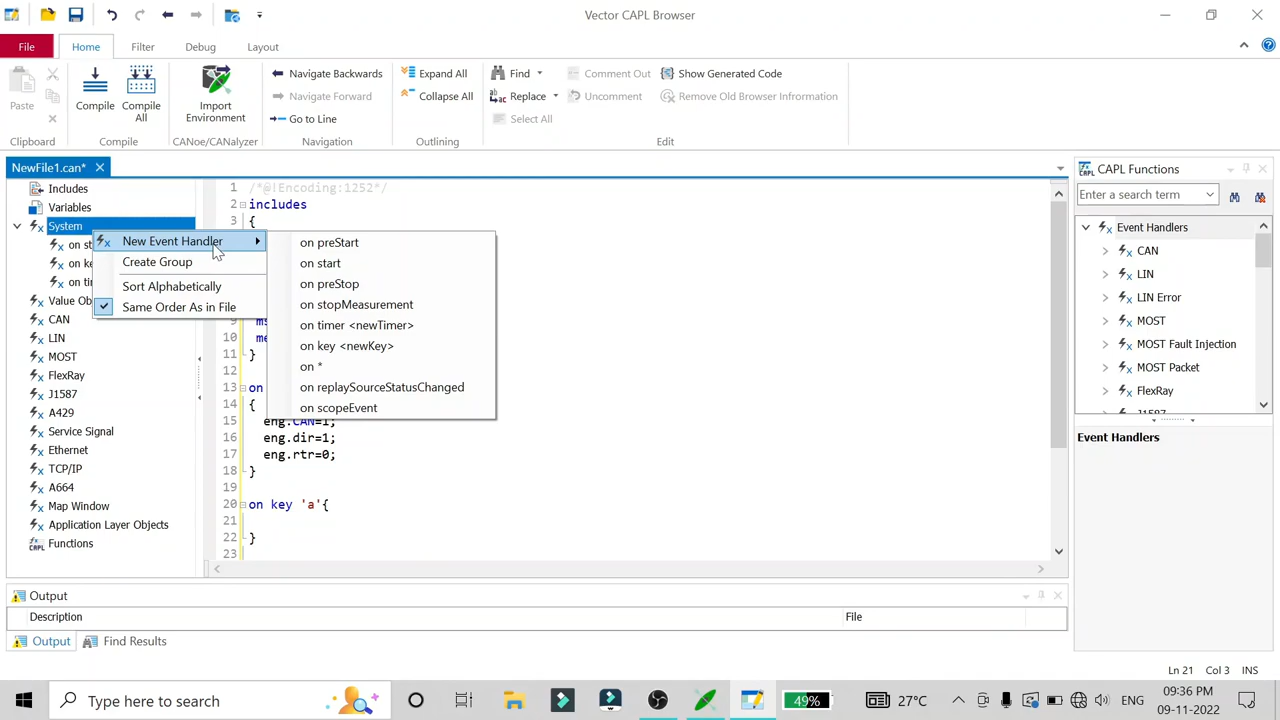 Vector CAPL Browser
File
Home
Filter
Debug
Layout
Paste
Compile
Compile All
Import Environment
Navigate Backwards
Navigate Forward
Go to Line
Expand All
Collapse All
Find
Replace
Select All
Comment Out
Uncomment
Show Generated Code
Remove Old Browser Information
Clipboard
Compile
CANoe/CANalyzer
Navigation
Outlining
Edit
NewFile1.can*
Includes
Variables
System
on st
on ke
on tim
Value Ob
CAN
LIN
MOST
FlexRay
J1587
A429
Service Signal
Ethernet
TCP/IP
A664
Map Window
Application Layer Objects
Functions
New Event Handler
Create Group
Sort Alphabetically
Same Order As in File
on preStart
on start
on preStop
on stopMeasurement
on timer <newTimer>
on key <newKey>
on *
on replaySourceStatusChanged
on scopeEvent
1 /*@!Encoding:1252*/
2 includes
3 {
9 ms
10 me
11 }
12
13 on
14 {
15 eng.CAN=1;
16 eng.dir=1;
17 eng.rtr=0;
18 }
19
20 on key 'a'{
21
22 }
23
CAPL Functions
Enter a search term
Event Handlers
CAN
LIN
LIN Error
MOST
MOST Fault Injection
MOST Packet
FlexRay
J1587
Event Handlers
Output
Description
File
Output
Find Results
Ln 21 Col 3 INS
Type here to search
49%
27°C
ENG
09:36 PM
09-11-2022